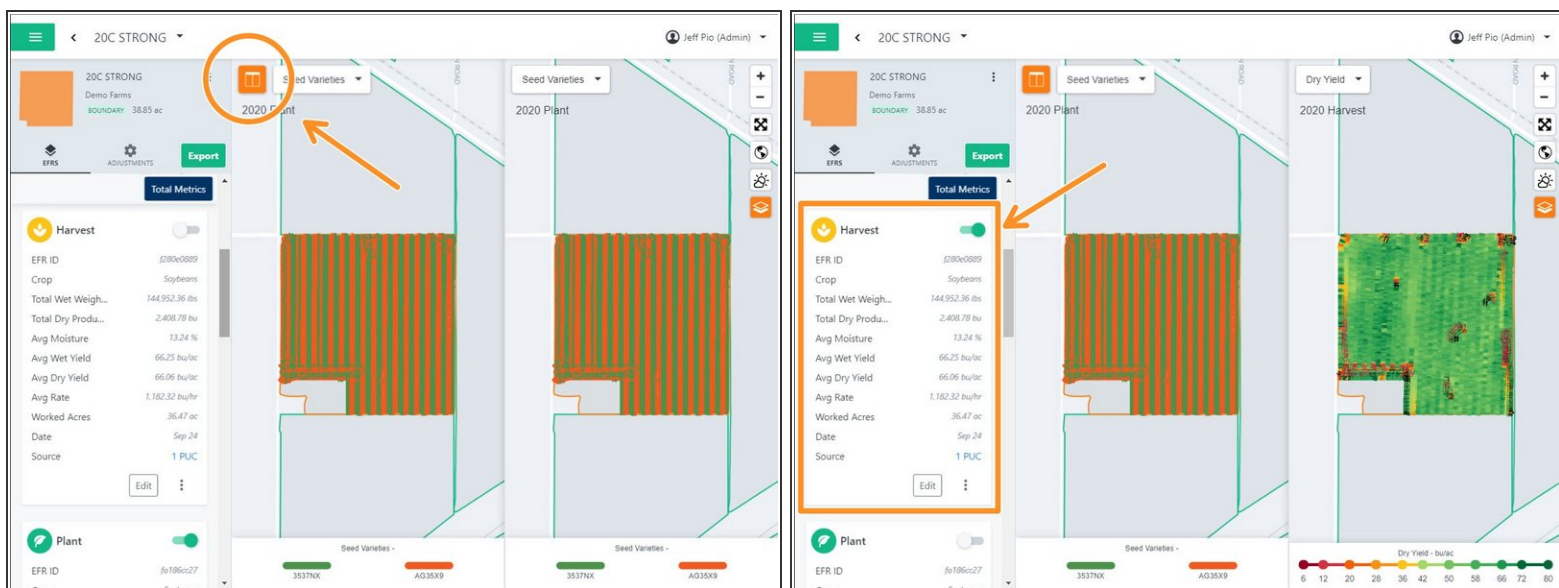 20C STRONG
Jeff Pio (Admin)
20C STRONG
Demo Farms
BOUNDARY 38.85 ac
EFRS
ADJUSTMENTS
Export
Total Metrics
Harvest
EFR ID f280e0889
Crop Soybeans
Total Wet Weigh... 144,952.36 lbs
Total Dry Produ... 2,408.78 bu
Avg Moisture 13.24 %
Avg Wet Yield 66.25 bu/ac
Avg Dry Yield 66.06 bu/ac
Avg Rate 1,182.32 bu/hr
Worked Acres 36.47 ac
Date Sep 24
Source 1 PUC
Edit
Plant
EFR ID fa186cc27
Seed Varieties
2020 Plant
Seed Varieties -
3537NX AG35X9
Seed Varieties
2020 Plant
Seed Varieties -
3537NX AG35X9
20C STRONG
Jeff Pio (Admin)
20C STRONG
Demo Farms
BOUNDARY 38.85 ac
EFRS
ADJUSTMENTS
Export
Total Metrics
Harvest
EFR ID f280e0889
Crop Soybeans
Total Wet Weigh... 144,952.36 lbs
Total Dry Produ... 2,408.78 bu
Avg Moisture 13.24 %
Avg Wet Yield 66.25 bu/ac
Avg Dry Yield 66.06 bu/ac
Avg Rate 1,182.32 bu/hr
Worked Acres 36.47 ac
Date Sep 24
Source 1 PUC
Edit
Plant
EFR ID fa186cc27
Seed Varieties
2020 Plant
Seed Varieties -
3537NX AG35X9
Dry Yield
2020 Harvest
Dry Yield - bu/ac
6 12 20 28 36 42 50 58 66 72 80